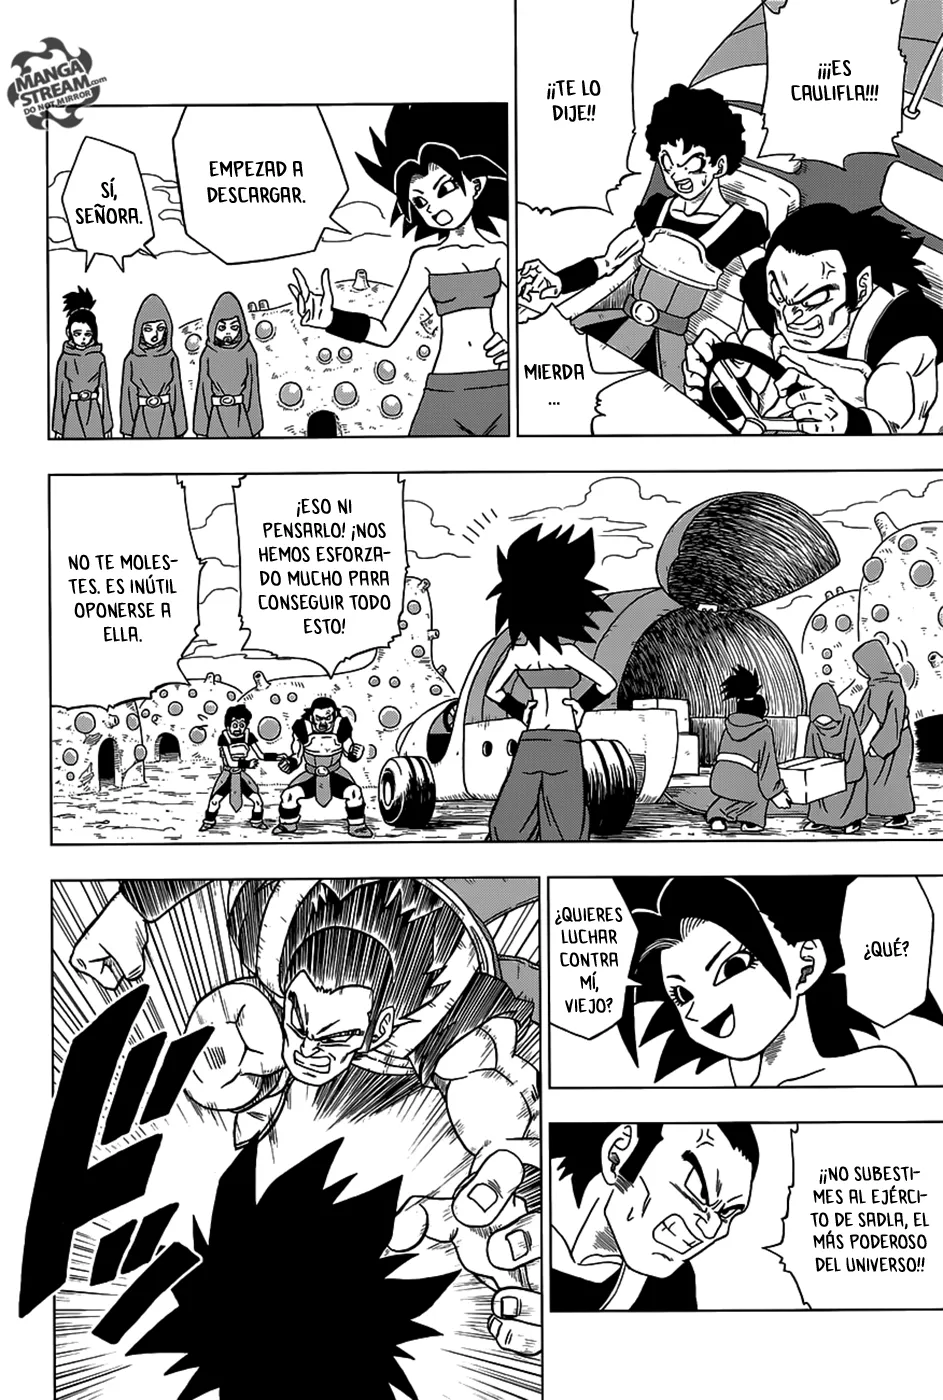 MANGA
STREAM.com
DO NOT MIRROR
¡¡¡ES
CAULIFLA!!!
¡¡TE LO
DIJE!!
MIERDA
...
EMPEZAD A
DESCARGAR.
SÍ,
SEÑORA.
¡ESO NI
PENSARLO! ¡NOS
HEMOS ESFORZA-
DO MUCHO PARA
CONSEGUIR TODO
ESTO!
NO TE MOLES-
TES. ES INÚTIL
OPONERSE A
ELLA.
¿QUÉ?
¿QUIERES
LUCHAR
CONTRA
MÍ,
VIEJO?
¡¡NO SUBESTI-
MES AL EJÉRCI-
TO DE SADLA, EL
MÁS PODEROSO
DEL UNIVERSO!!
ド